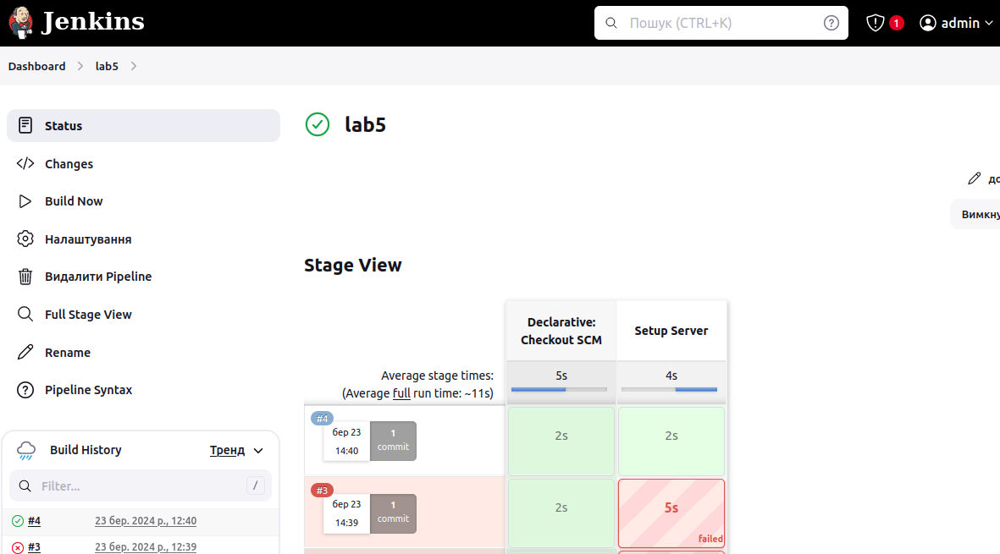 Jenkins
Пошук (CTRL+K)
?
1
admin
Dashboard
lab5
Status
Changes
Build Now
Налаштування
Видалити Pipeline
Full Stage View
Rename
Pipeline Syntax
Build History
Тренд
Filter...
/
#4
23 бер. 2024 р., 12:40
#3
23 бер. 2024 р., 12:39
lab5
до
Вимкну
Stage View
Declarative:
Checkout SCM
Setup Server
Average stage times:
(Average full run time: ~11s)
5s
4s
#4
бер 23
14:40
1
commit
2s
2s
#3
бер 23
14:39
1
commit
2s
5s
failed